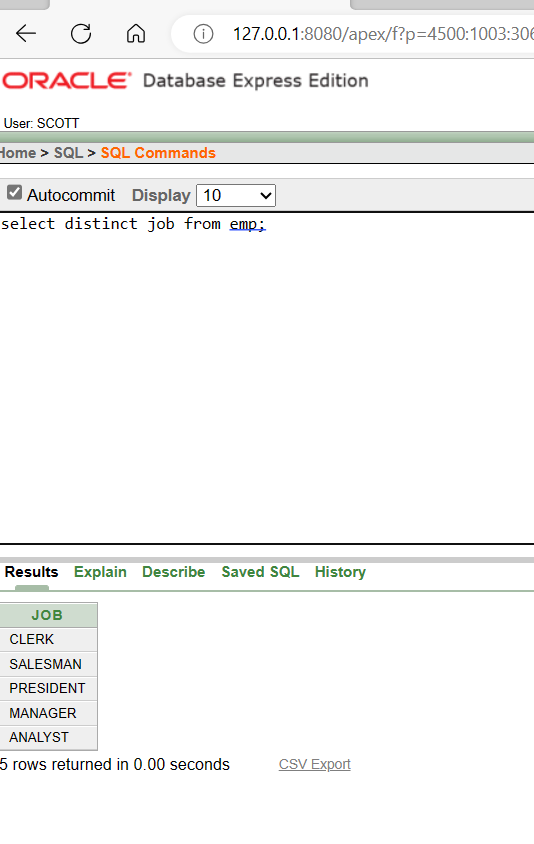 127.0.0.1:8080/apex/f?p=4500:1003:306
ORACLE® Database Express Edition
User: SCOTT
Home > SQL > SQL Commands
Autocommit Display 10
select distinct job from emp;
Results Explain Describe Saved SQL History
JOB
CLERK
SALESMAN
PRESIDENT
MANAGER
ANALYST
5 rows returned in 0.00 seconds CSV Export